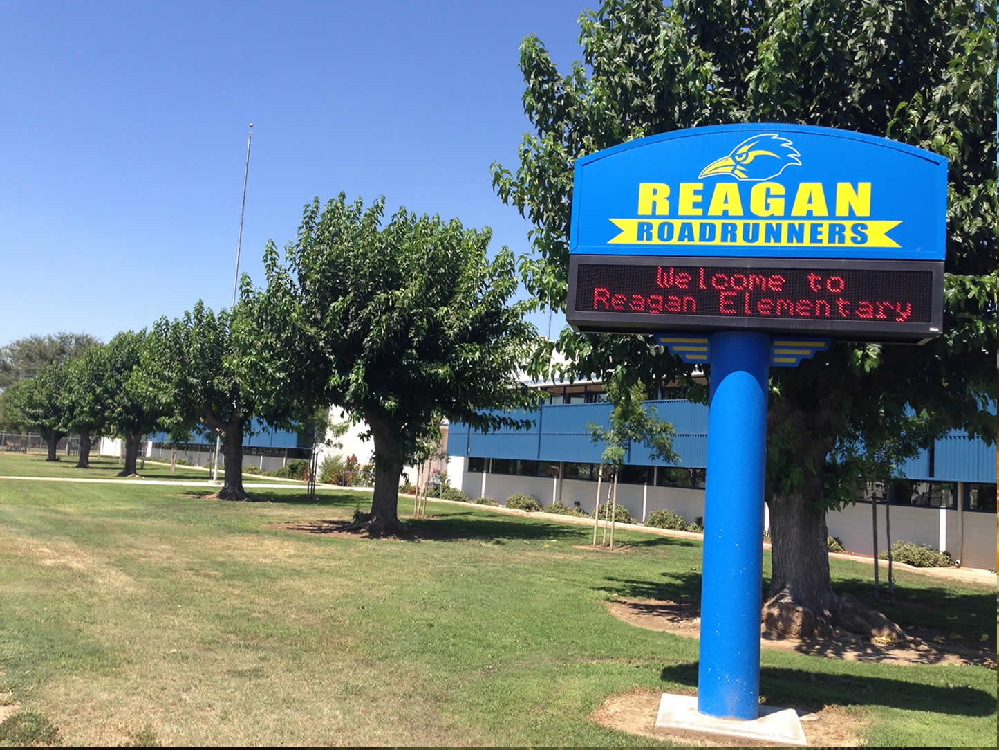 REAGAN
ROADRUNNERS
Welcome to
Reagan Elementary